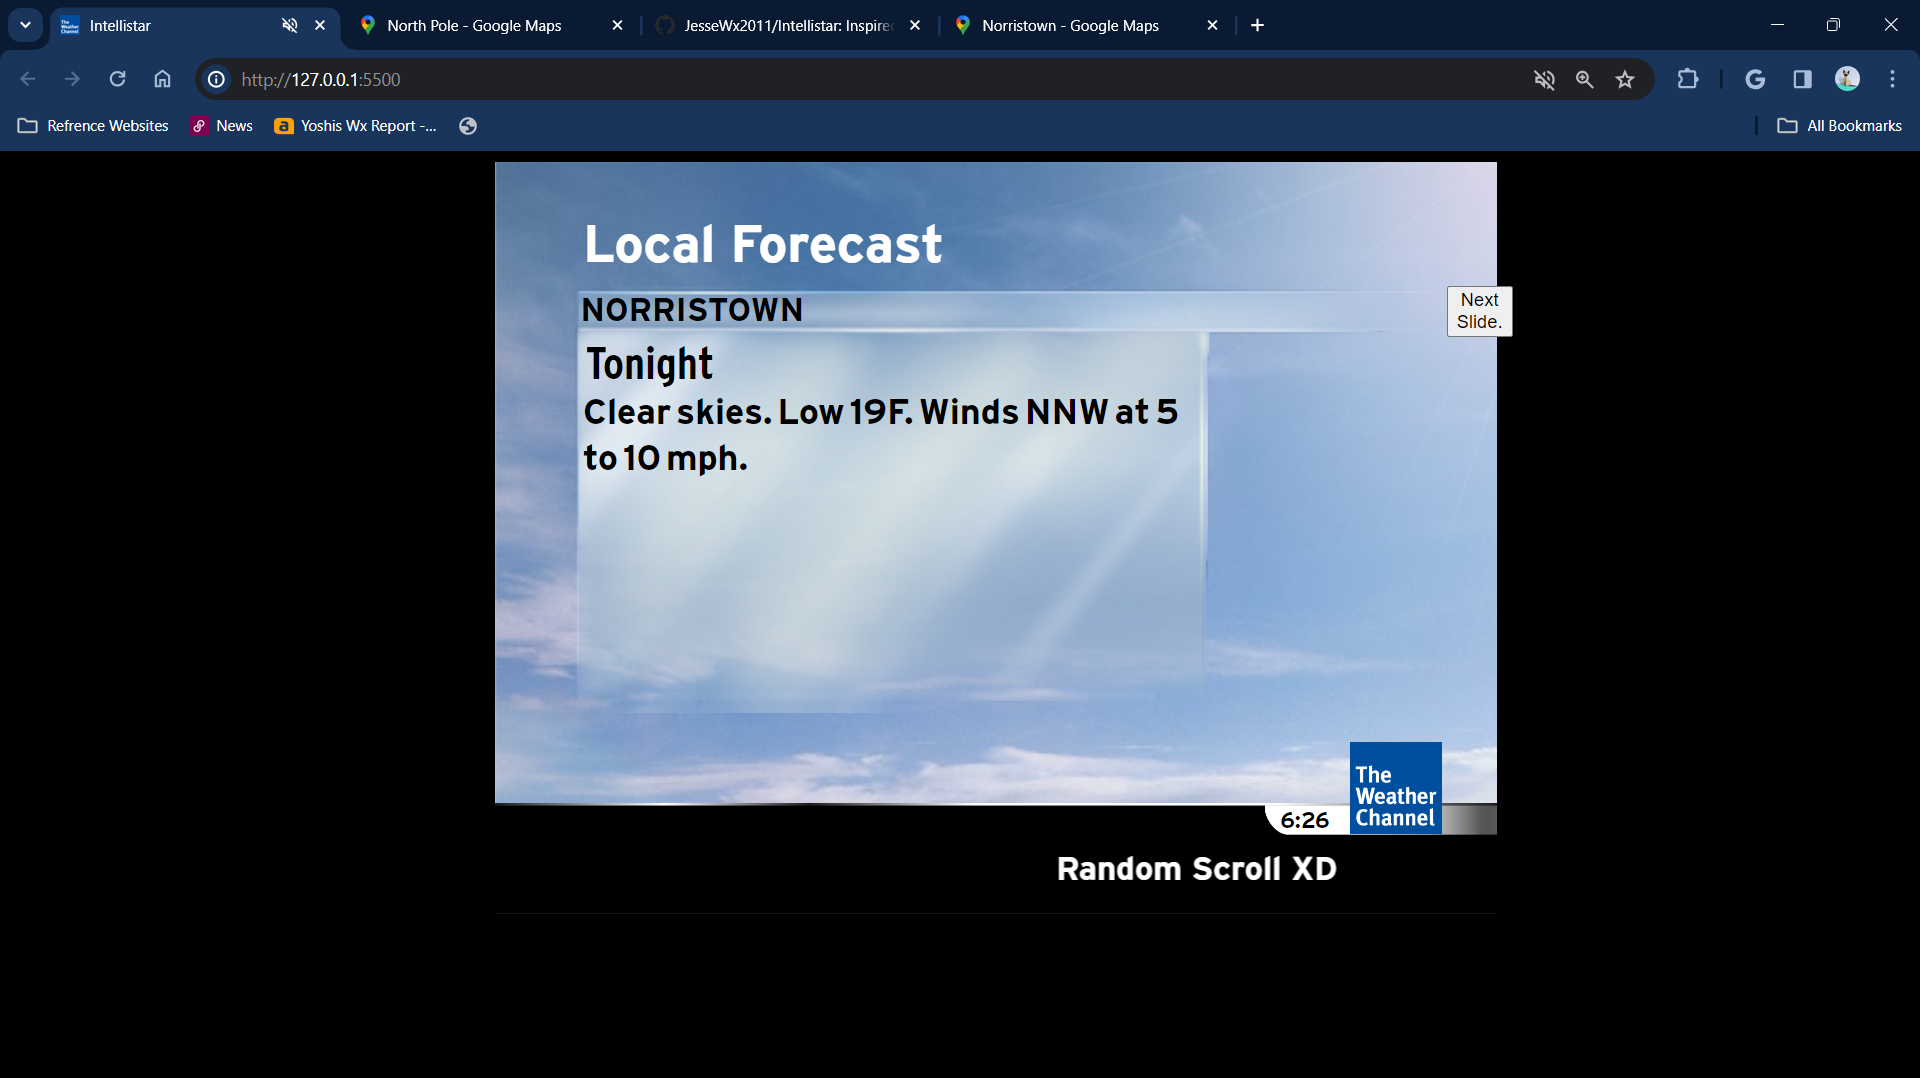 Intellistar
North Pole - Google Maps
JesseWx2011/Intellistar: Inspire
Norristown - Google Maps
http://127.0.0.1:5500
Refrence Websites
News
Yoshis Wx Report -...
All Bookmarks
Local Forecast
NORRISTOWN
Next
Slide.
Tonight
Clear skies. Low 19F. Winds NNW at 5
to 10 mph.
The
Weather
Channel
6:26
Random Scroll XD